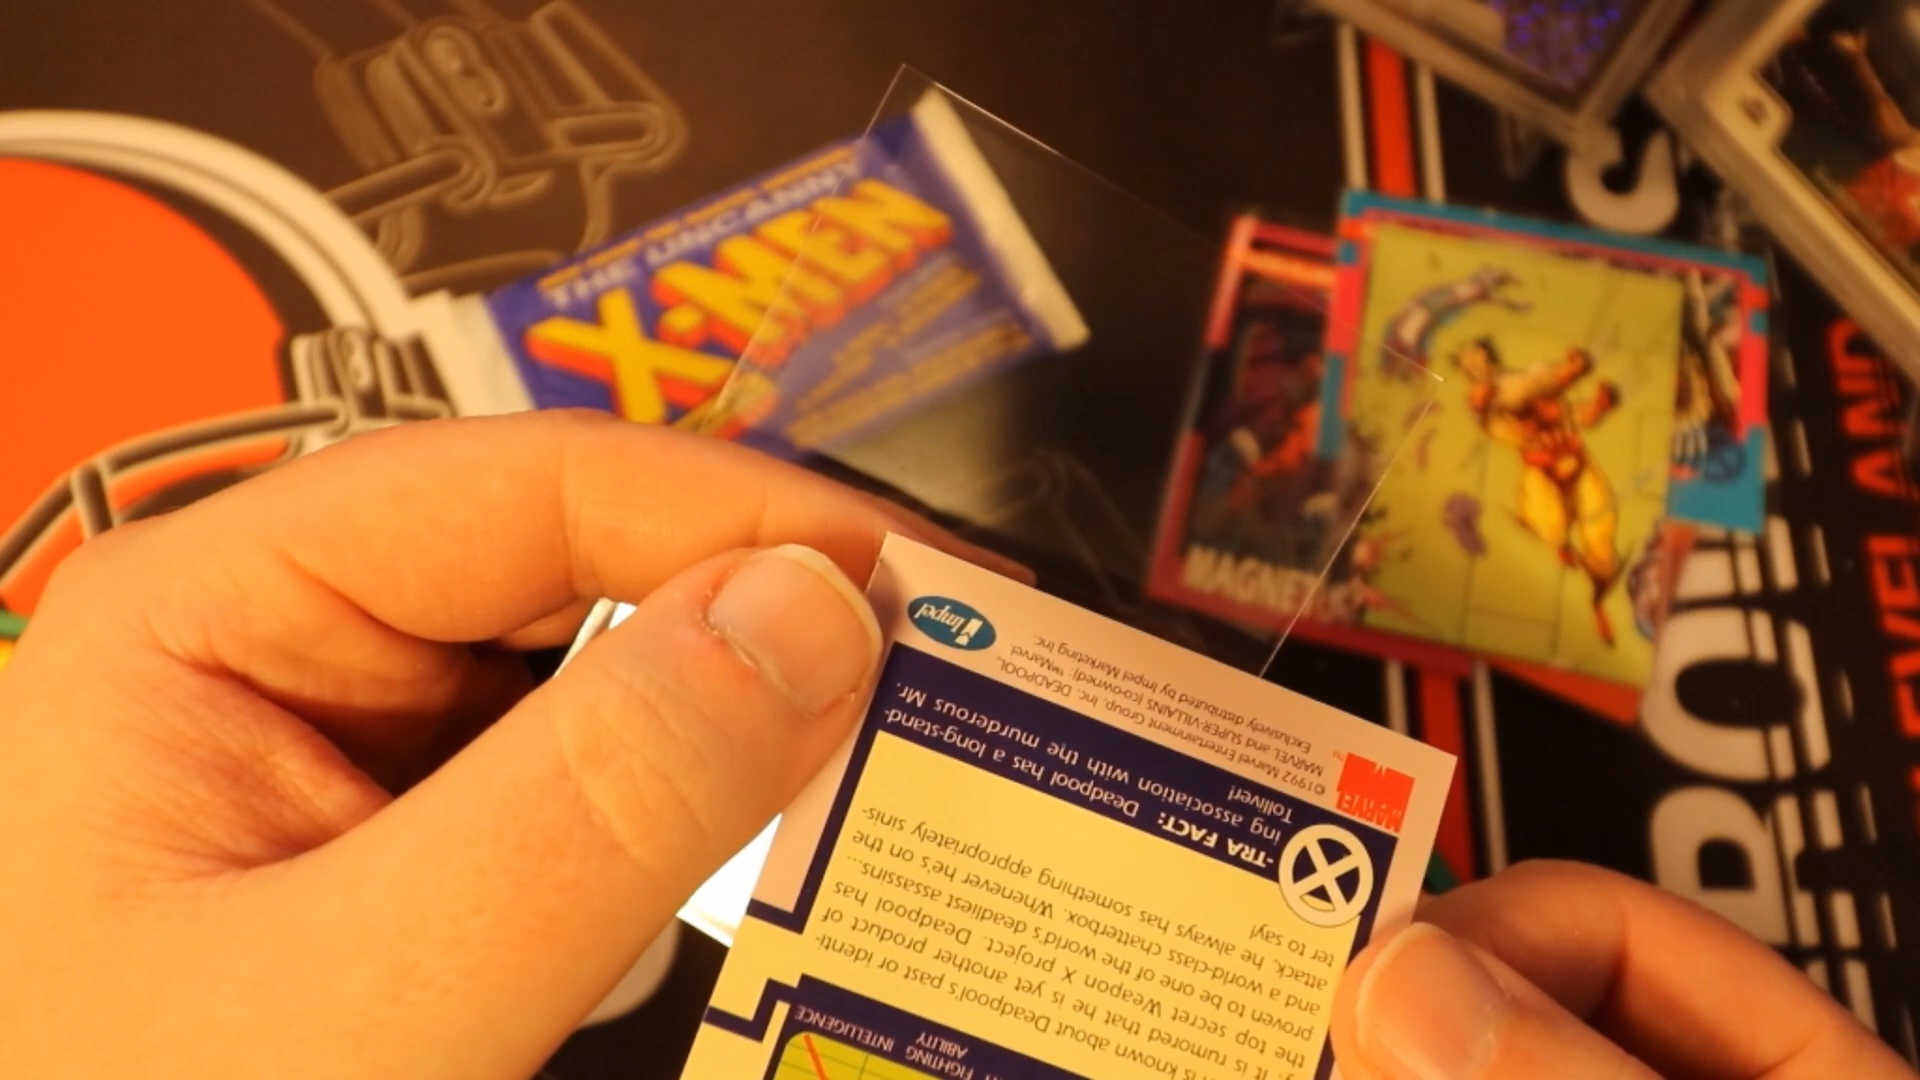 THE UNCANNY
X-MEN
MAGNETO
FIGHTING
ABILITY
INTELLIGENCE
is known about Deadpool's past or identi-
y. It is rumored that he is yet another product of
the top secret Weapon X project. Deadpool has
proven to be one of the world's deadliest assassins...
and a world-class chatterbox. Whenever he's on the
attack, he always has something appropriately sinis-
ter to say!
-TRA FACT: Deadpool has a long-stand-
ing association with the murderous Mr.
Tolliver!
MARVEL
©1992 Marvel Entertainment Group, Inc. DEADPOOL,
MARVEL and SUPER-VILLAINS (co-owned): ™Marvel.
Exclusively distributed by Impel Marketing Inc.
impel